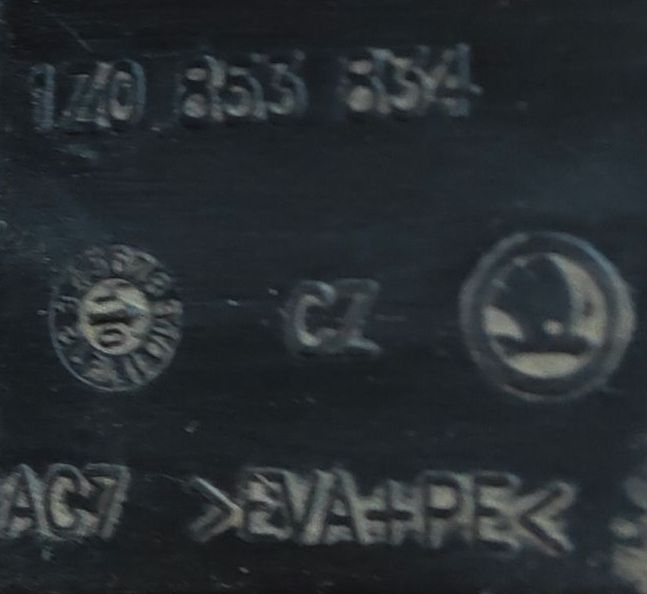 1Z0 853 834
CZ
AC7 >EVA+PE<